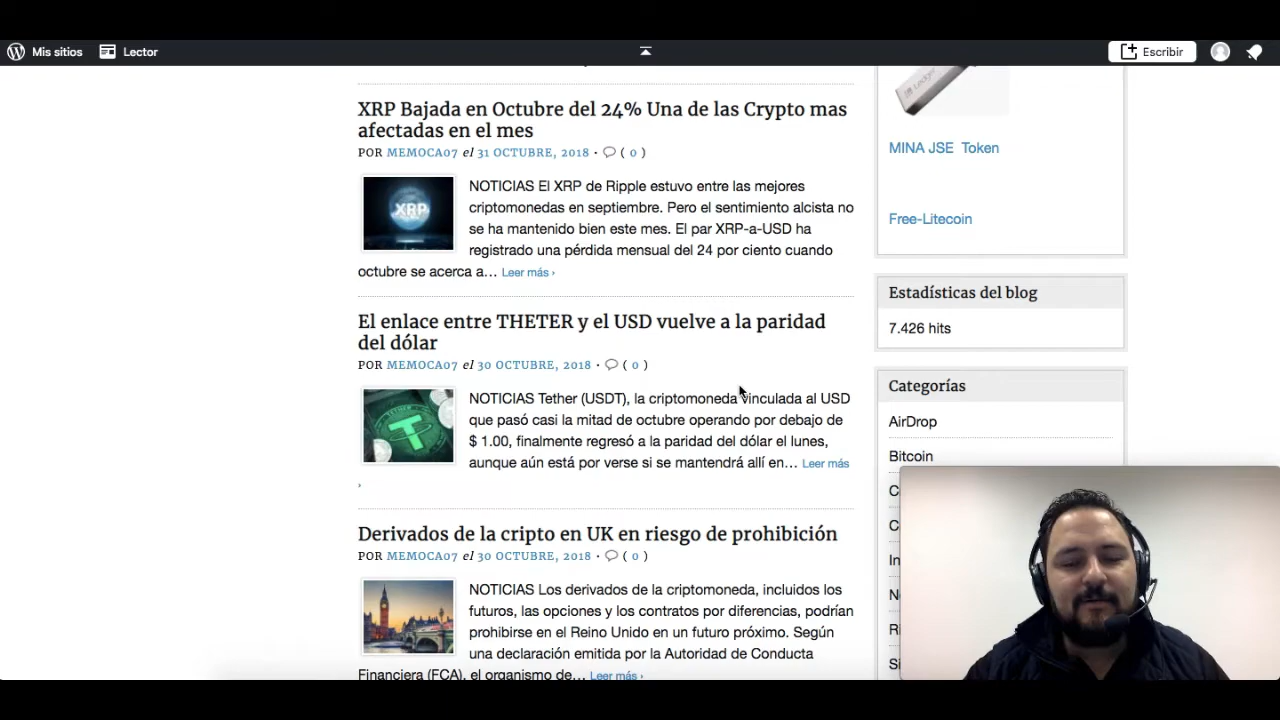 Mis sitios
Lector
Escribir
XRP Bajada en Octubre del 24% Una de las Crypto mas
afectadas en el mes
POR MEMOCA07 el 31 OCTUBRE, 2018 • ( 0 )
XRP
NOTICIAS El XRP de Ripple estuvo entre las mejores
criptomonedas en septiembre. Pero el sentimiento alcista no
se ha mantenido bien este mes. El par XRP-a-USD ha
registrado una pérdida mensual del 24 por ciento cuando
octubre se acerca a… Leer más ›
El enlace entre THETER y el USD vuelve a la paridad
del dólar
POR MEMOCA07 el 30 OCTUBRE, 2018 • ( 0 )
NOTICIAS Tether (USDT), la criptomoneda vinculada al USD
que pasó casi la mitad de octubre operando por debajo de
$ 1.00, finalmente regresó a la paridad del dólar el lunes,
aunque aún está por verse si se mantendrá allí en… Leer más
›
Derivados de la cripto en UK en riesgo de prohibición
POR MEMOCA07 el 30 OCTUBRE, 2018 • ( 0 )
NOTICIAS Los derivados de la criptomoneda, incluidos los
futuros, las opciones y los contratos por diferencias, podrían
prohibirse en el Reino Unido en un futuro próximo. Según
una declaración emitida por la Autoridad de Conducta
Financiera (FCA), el organismo de… Leer más ›
MINA JSE Token
Free-Litecoin
Estadísticas del blog
7.426 hits
Categorías
AirDrop
Bitcoin